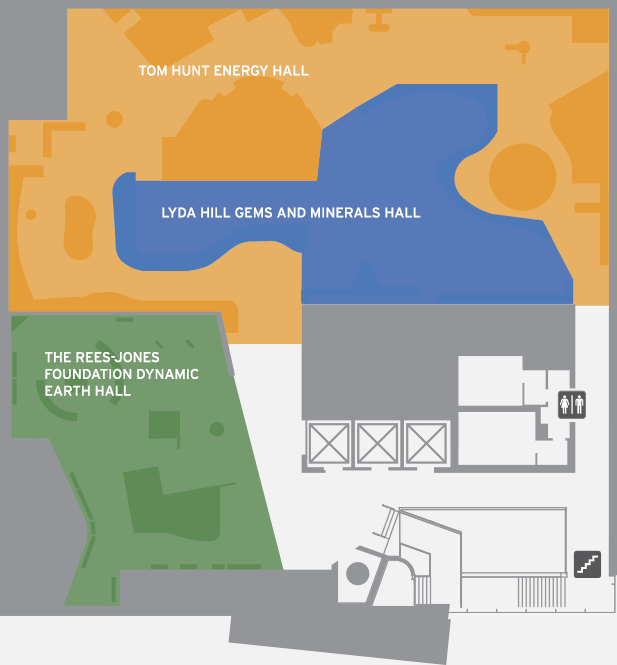 TOM HUNT ENERGY HALL
LYDA HILL GEMS AND MINERALS HALL
THE REES-JONES
FOUNDATION DYNAMIC
EARTH HALL